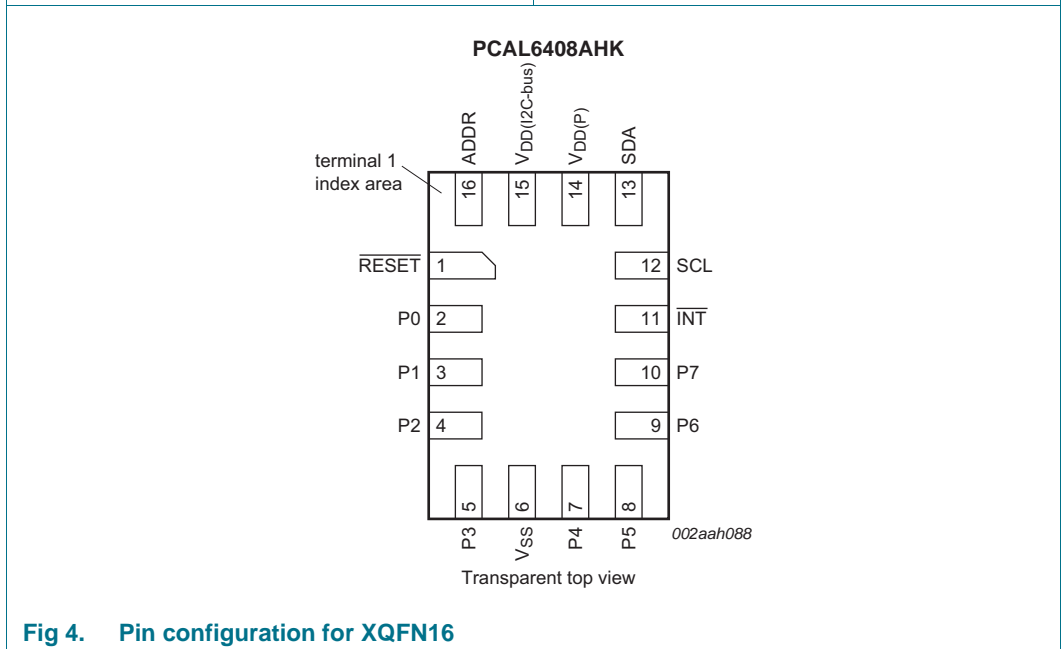 PCAL6408AHK
ADDR
VDD(I2C-bus)
VDD(P)
SDA
terminal 1
index area
16
15
14
13
RESET 1
12 SCL
P0 2
11 INT
P1 3
10 P7
P2 4
9 P6
5
6
7
8
P3
VSS
P4
P5
002aah088
Transparent top view
Fig 4. Pin configuration for XQFN16